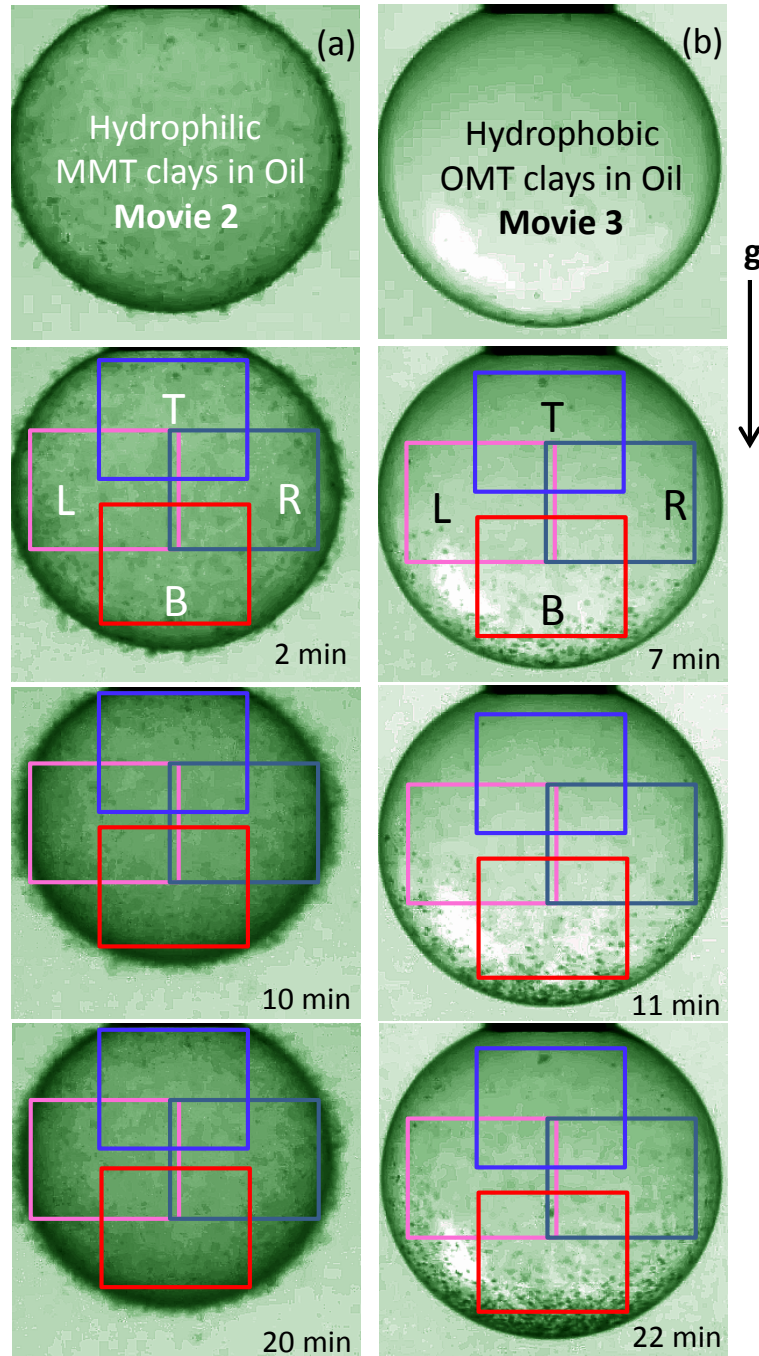 (a)
Hydrophilic
MMT clays in Oil
Movie 2
(b)
Hydrophobic
OMT clays in Oil
Movie 3
g
T
L
R
B
2 min
T
L
R
B
7 min
10 min
11 min
20 min
22 min